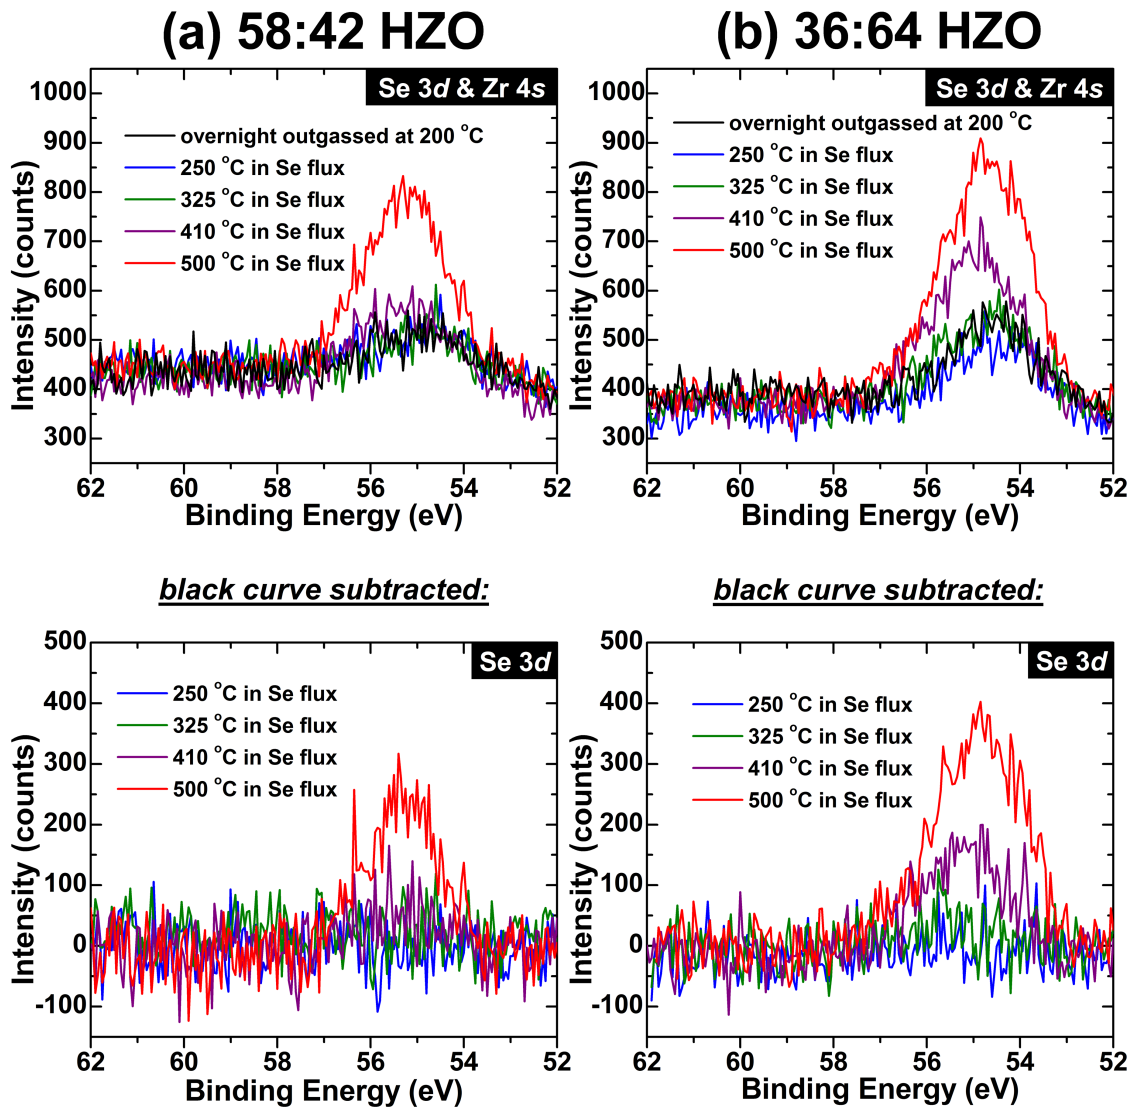 (a) 58:42 HZO
Se 3d & Zr 4s
overnight outgassed at 200 °C
250 °C in Se flux
325 °C in Se flux
410 °C in Se flux
500 °C in Se flux
1000
900
800
700
600
500
400
300
Intensity (counts)
62 60 58 56 54 52
Binding Energy (eV)
(b) 36:64 HZO
Se 3d & Zr 4s
overnight outgassed at 200 °C
250 °C in Se flux
325 °C in Se flux
410 °C in Se flux
500 °C in Se flux
1000
900
800
700
600
500
400
300
Intensity (counts)
62 60 58 56 54 52
Binding Energy (eV)
black curve subtracted:
Se 3d
250 °C in Se flux
325 °C in Se flux
410 °C in Se flux
500 °C in Se flux
500
400
300
200
100
0
-100
Intensity (counts)
62 60 58 56 54 52
Binding Energy (eV)
black curve subtracted:
Se 3d
250 °C in Se flux
325 °C in Se flux
410 °C in Se flux
500 °C in Se flux
500
400
300
200
100
0
-100
Intensity (counts)
62 60 58 56 54 52
Binding Energy (eV)